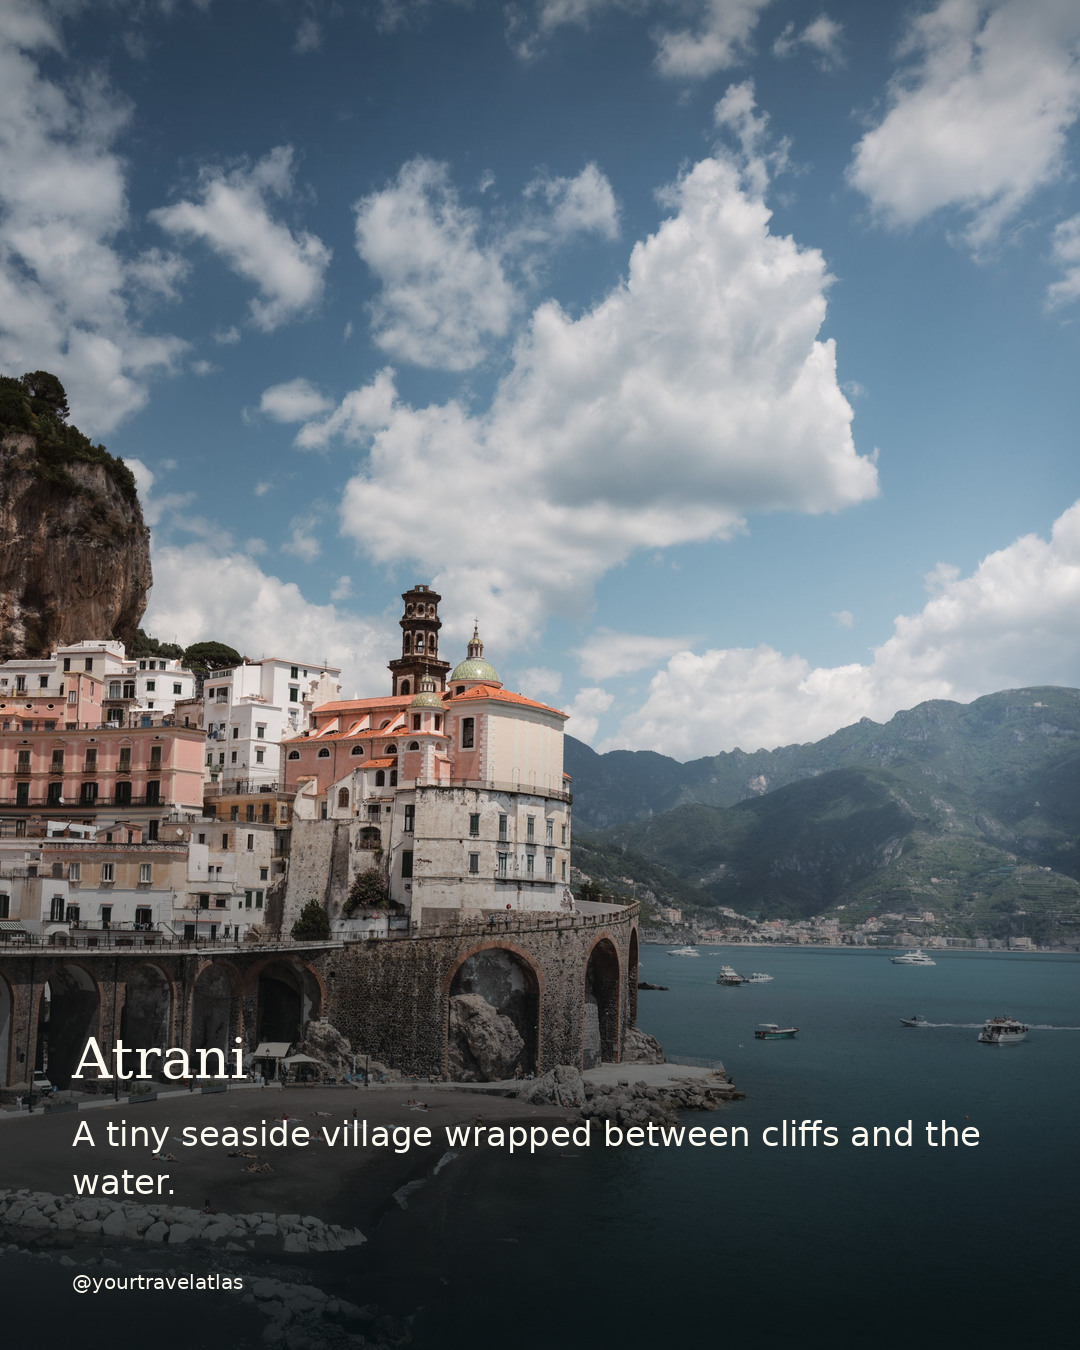 Atrani
A tiny seaside village wrapped between cliffs and the
water.
@yourtravelatlas